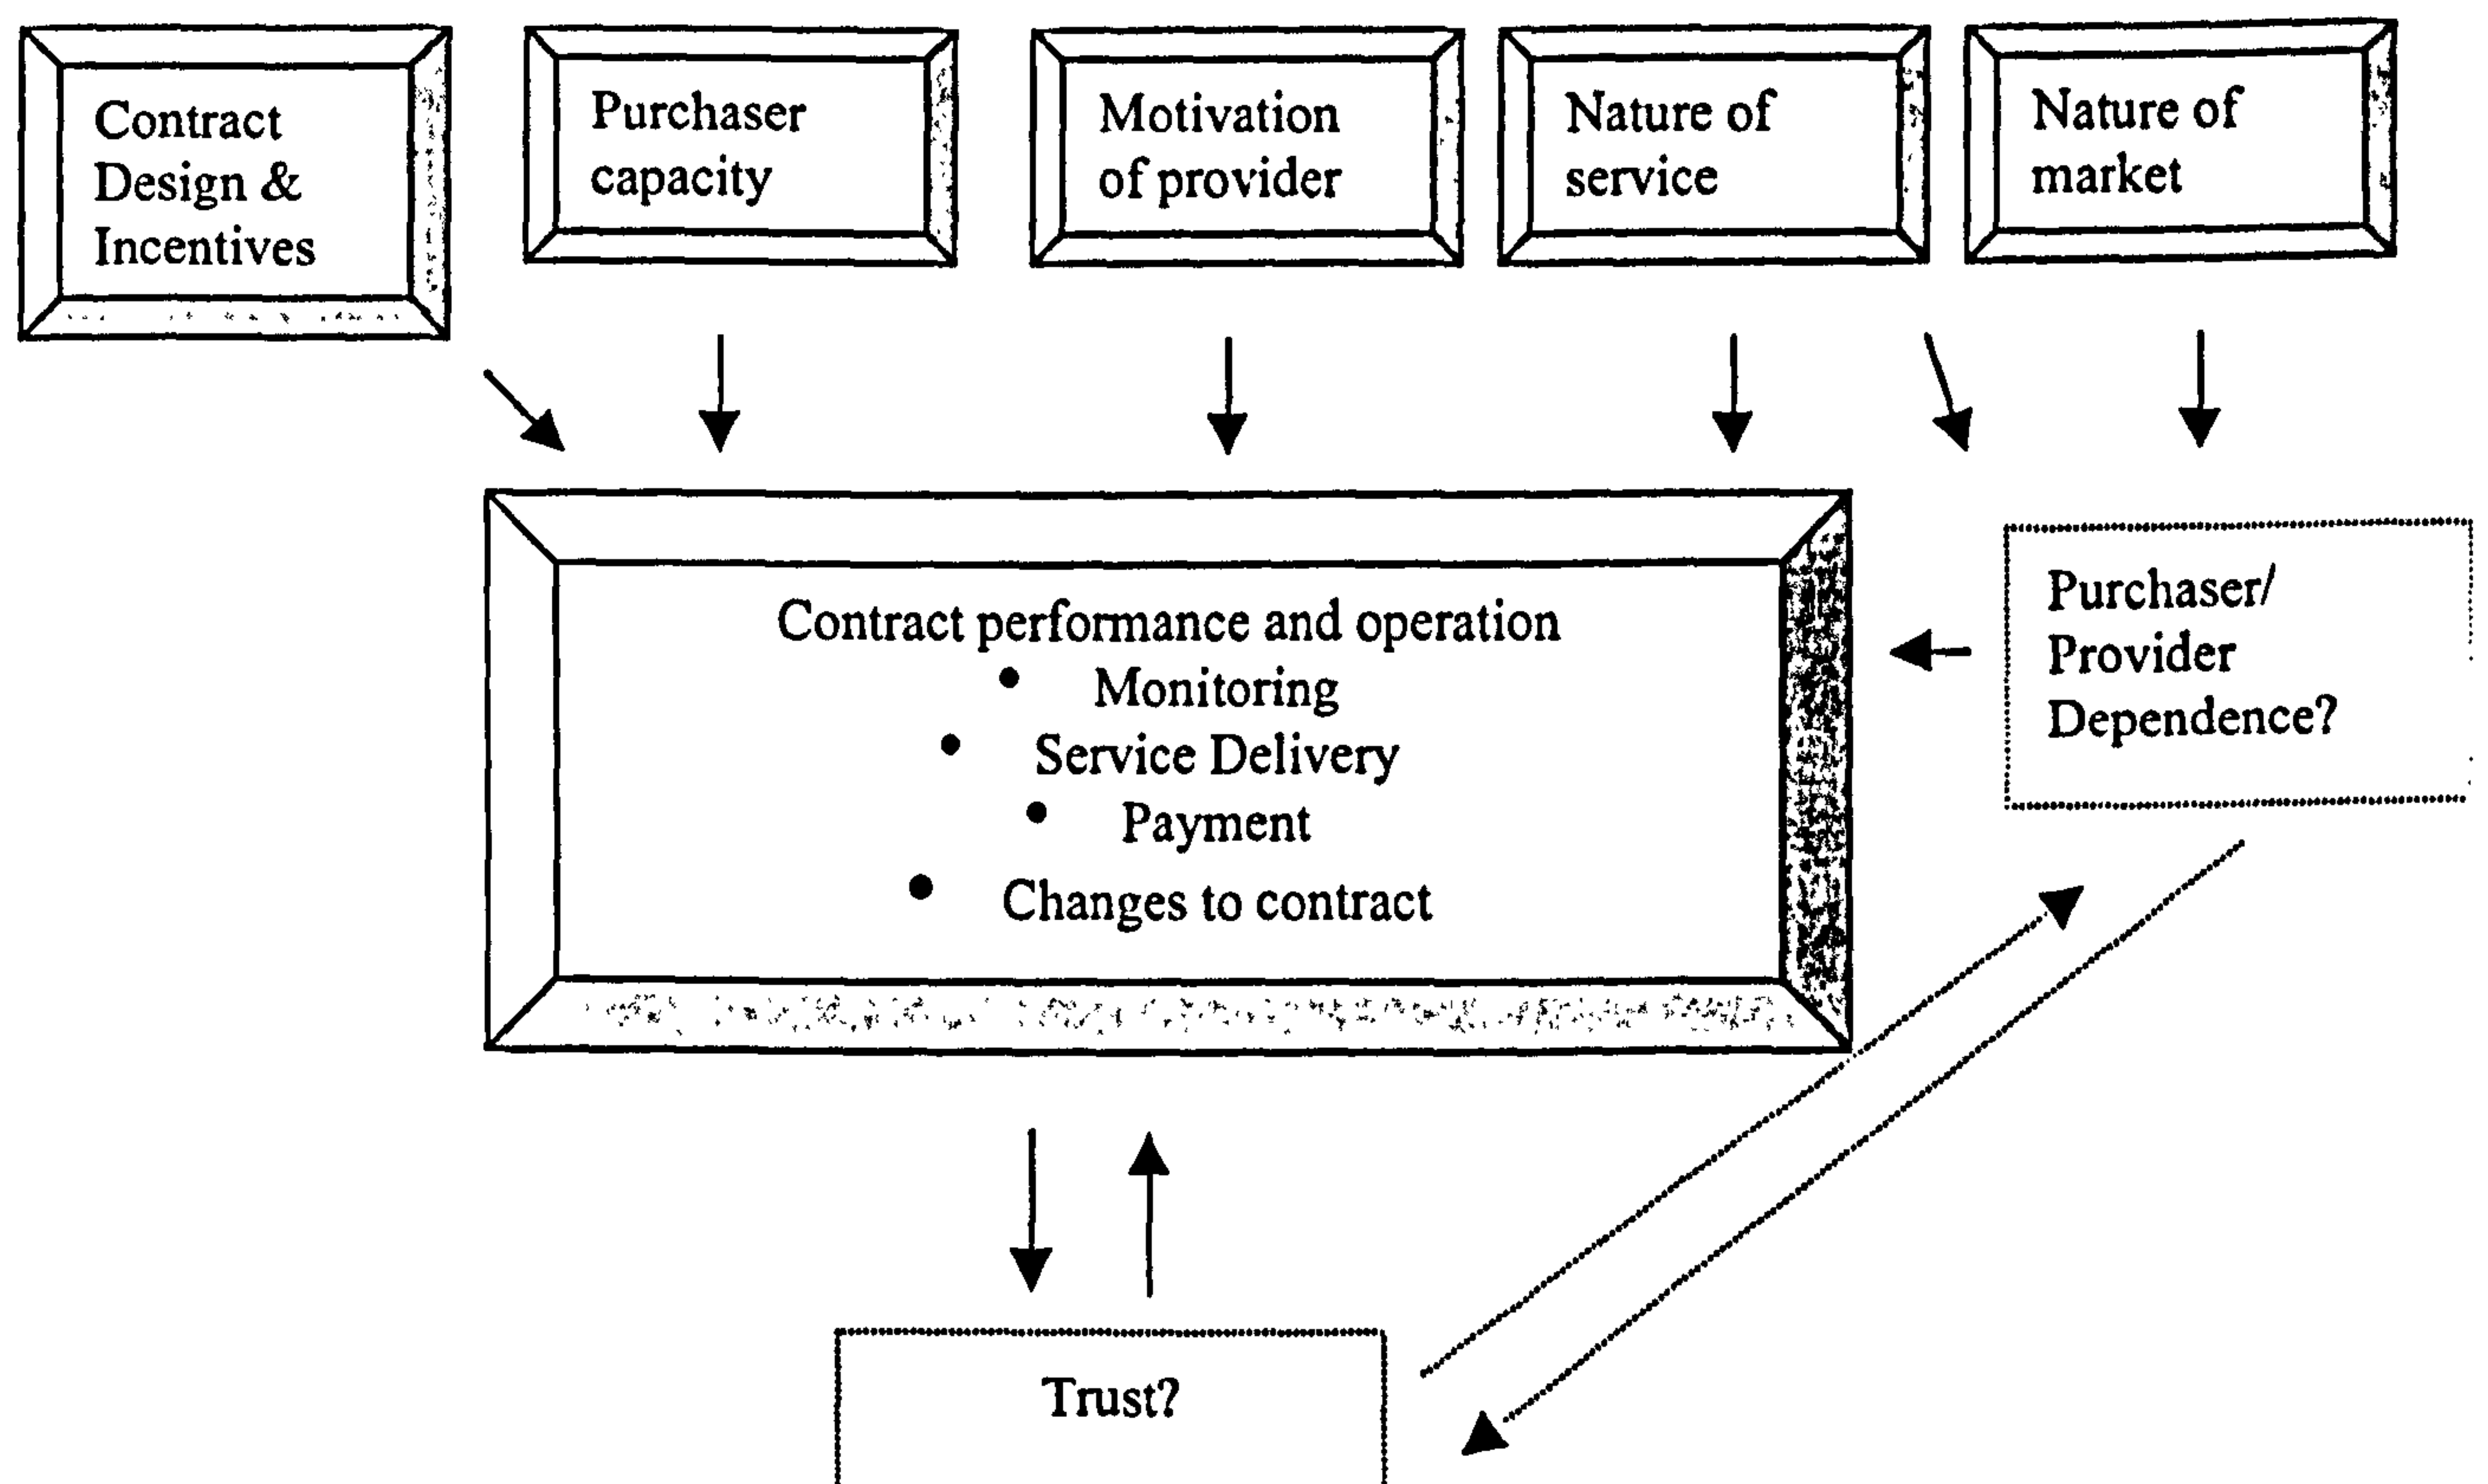 Contract
Design &
Incentives
Purchaser
capacity
Motivation
of provider
Nature of
service
Nature of
market
Contract performance and operation
• Monitoring
• Service Delivery
• Payment
• Changes to contract
Purchaser/
Provider
Dependence?
Trust?